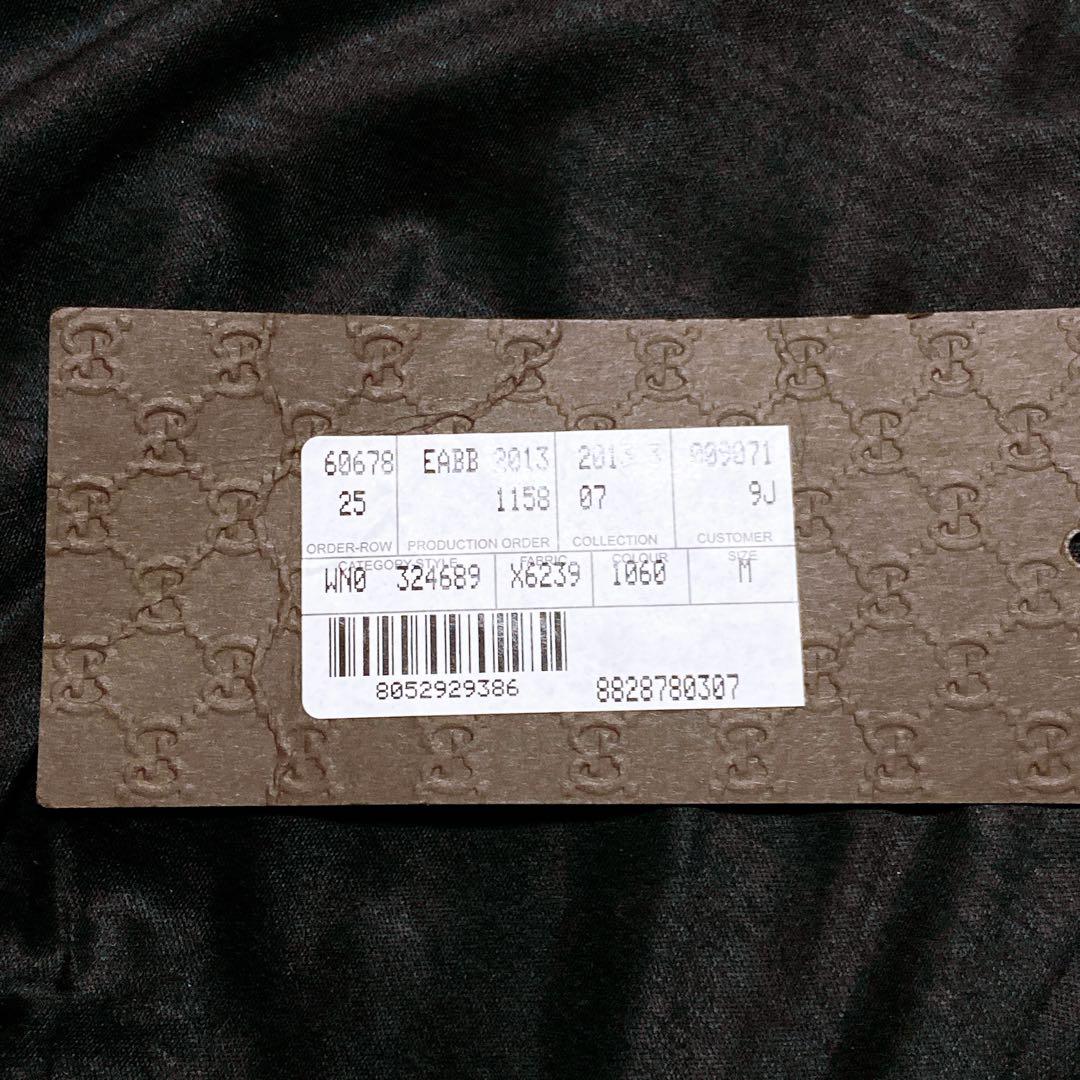 60678 EABB 2013 2013 3 009071
25 1158 07 9J
ORDER-ROW PRODUCTION ORDER COLLECTION CUSTOMER
CATEGORY STYLE FABRIC COLOUR SIZE
WN0 324689 X6239 1060 M
8052929386 8828780307